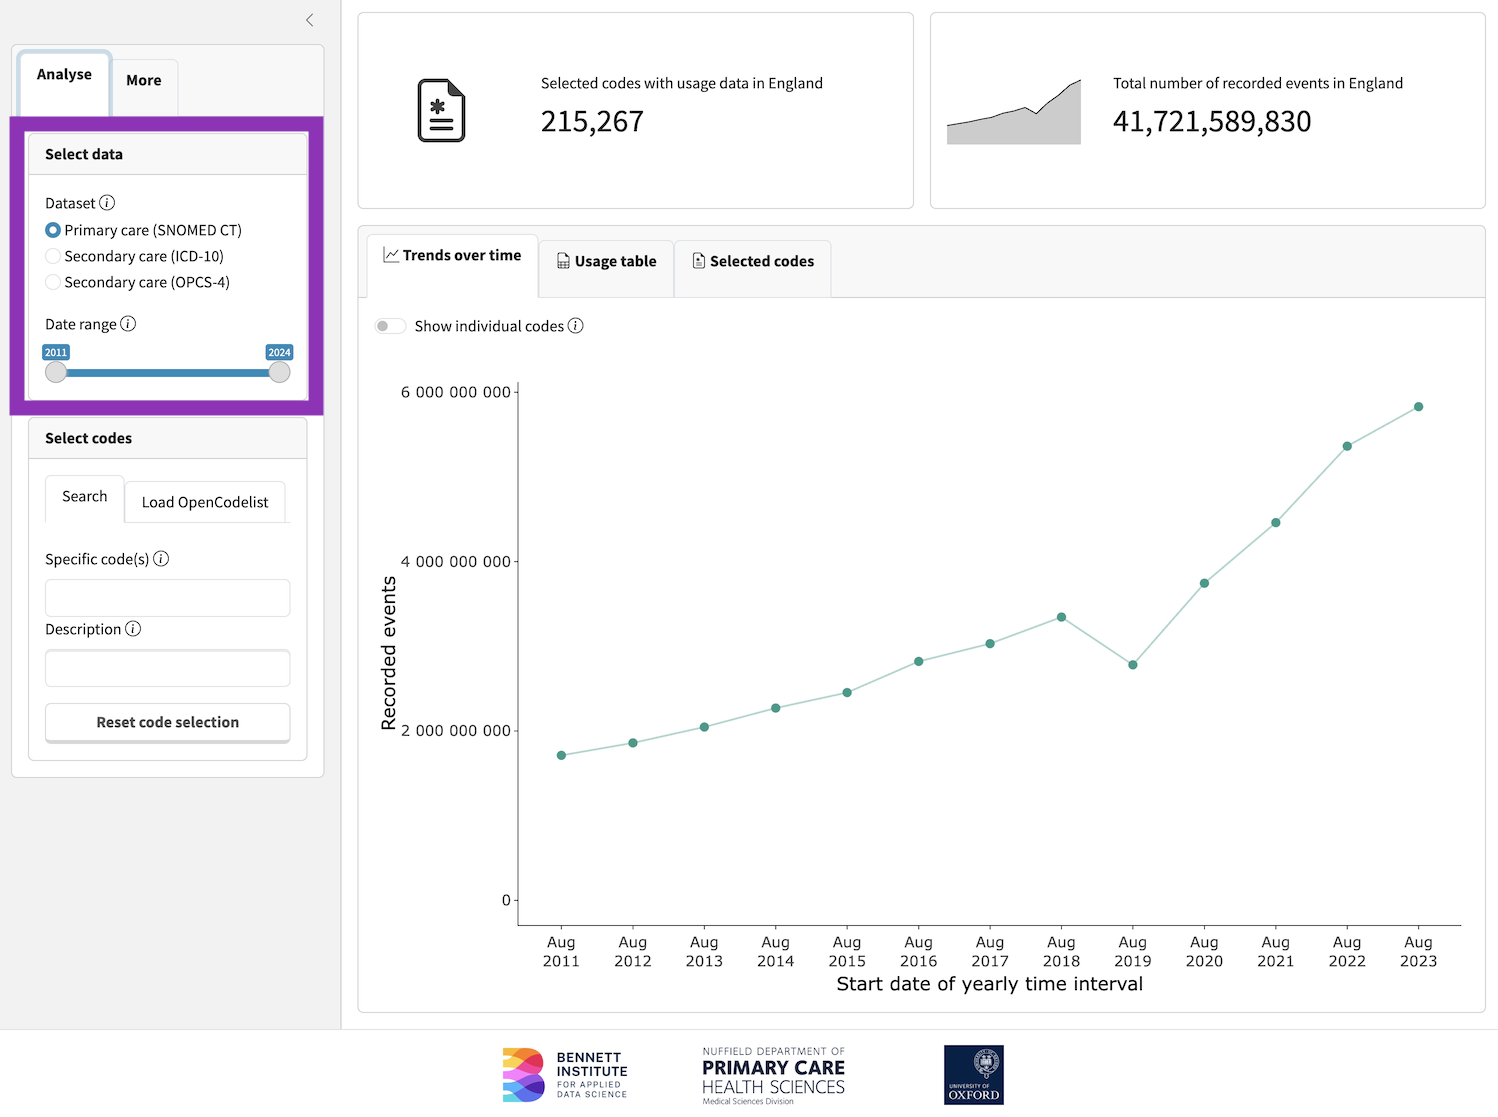 Analyse
More
Select data
Dataset
Primary care (SNOMED CT)
Secondary care (ICD-10)
Secondary care (OPCS-4)
Date range
2011
2024
Select codes
Search
Load OpenCodelist
Specific code(s)
Description
Reset code selection
Selected codes with usage data in England
215,267
Total number of recorded events in England
41,721,589,830
Trends over time
Usage table
Selected codes
Show individual codes
6 000 000 000
4 000 000 000
2 000 000 000
0
Recorded events
Aug Aug Aug Aug Aug Aug Aug Aug Aug Aug Aug Aug Aug
2011 2012 2013 2014 2015 2016 2017 2018 2019 2020 2021 2022 2023
Start date of yearly time interval
BENNETT
INSTITUTE
FOR APPLIED
DATA SCIENCE
NUFFIELD DEPARTMENT OF
PRIMARY CARE
HEALTH SCIENCES
Medical Sciences Division
UNIVERSITY OF
OXFORD